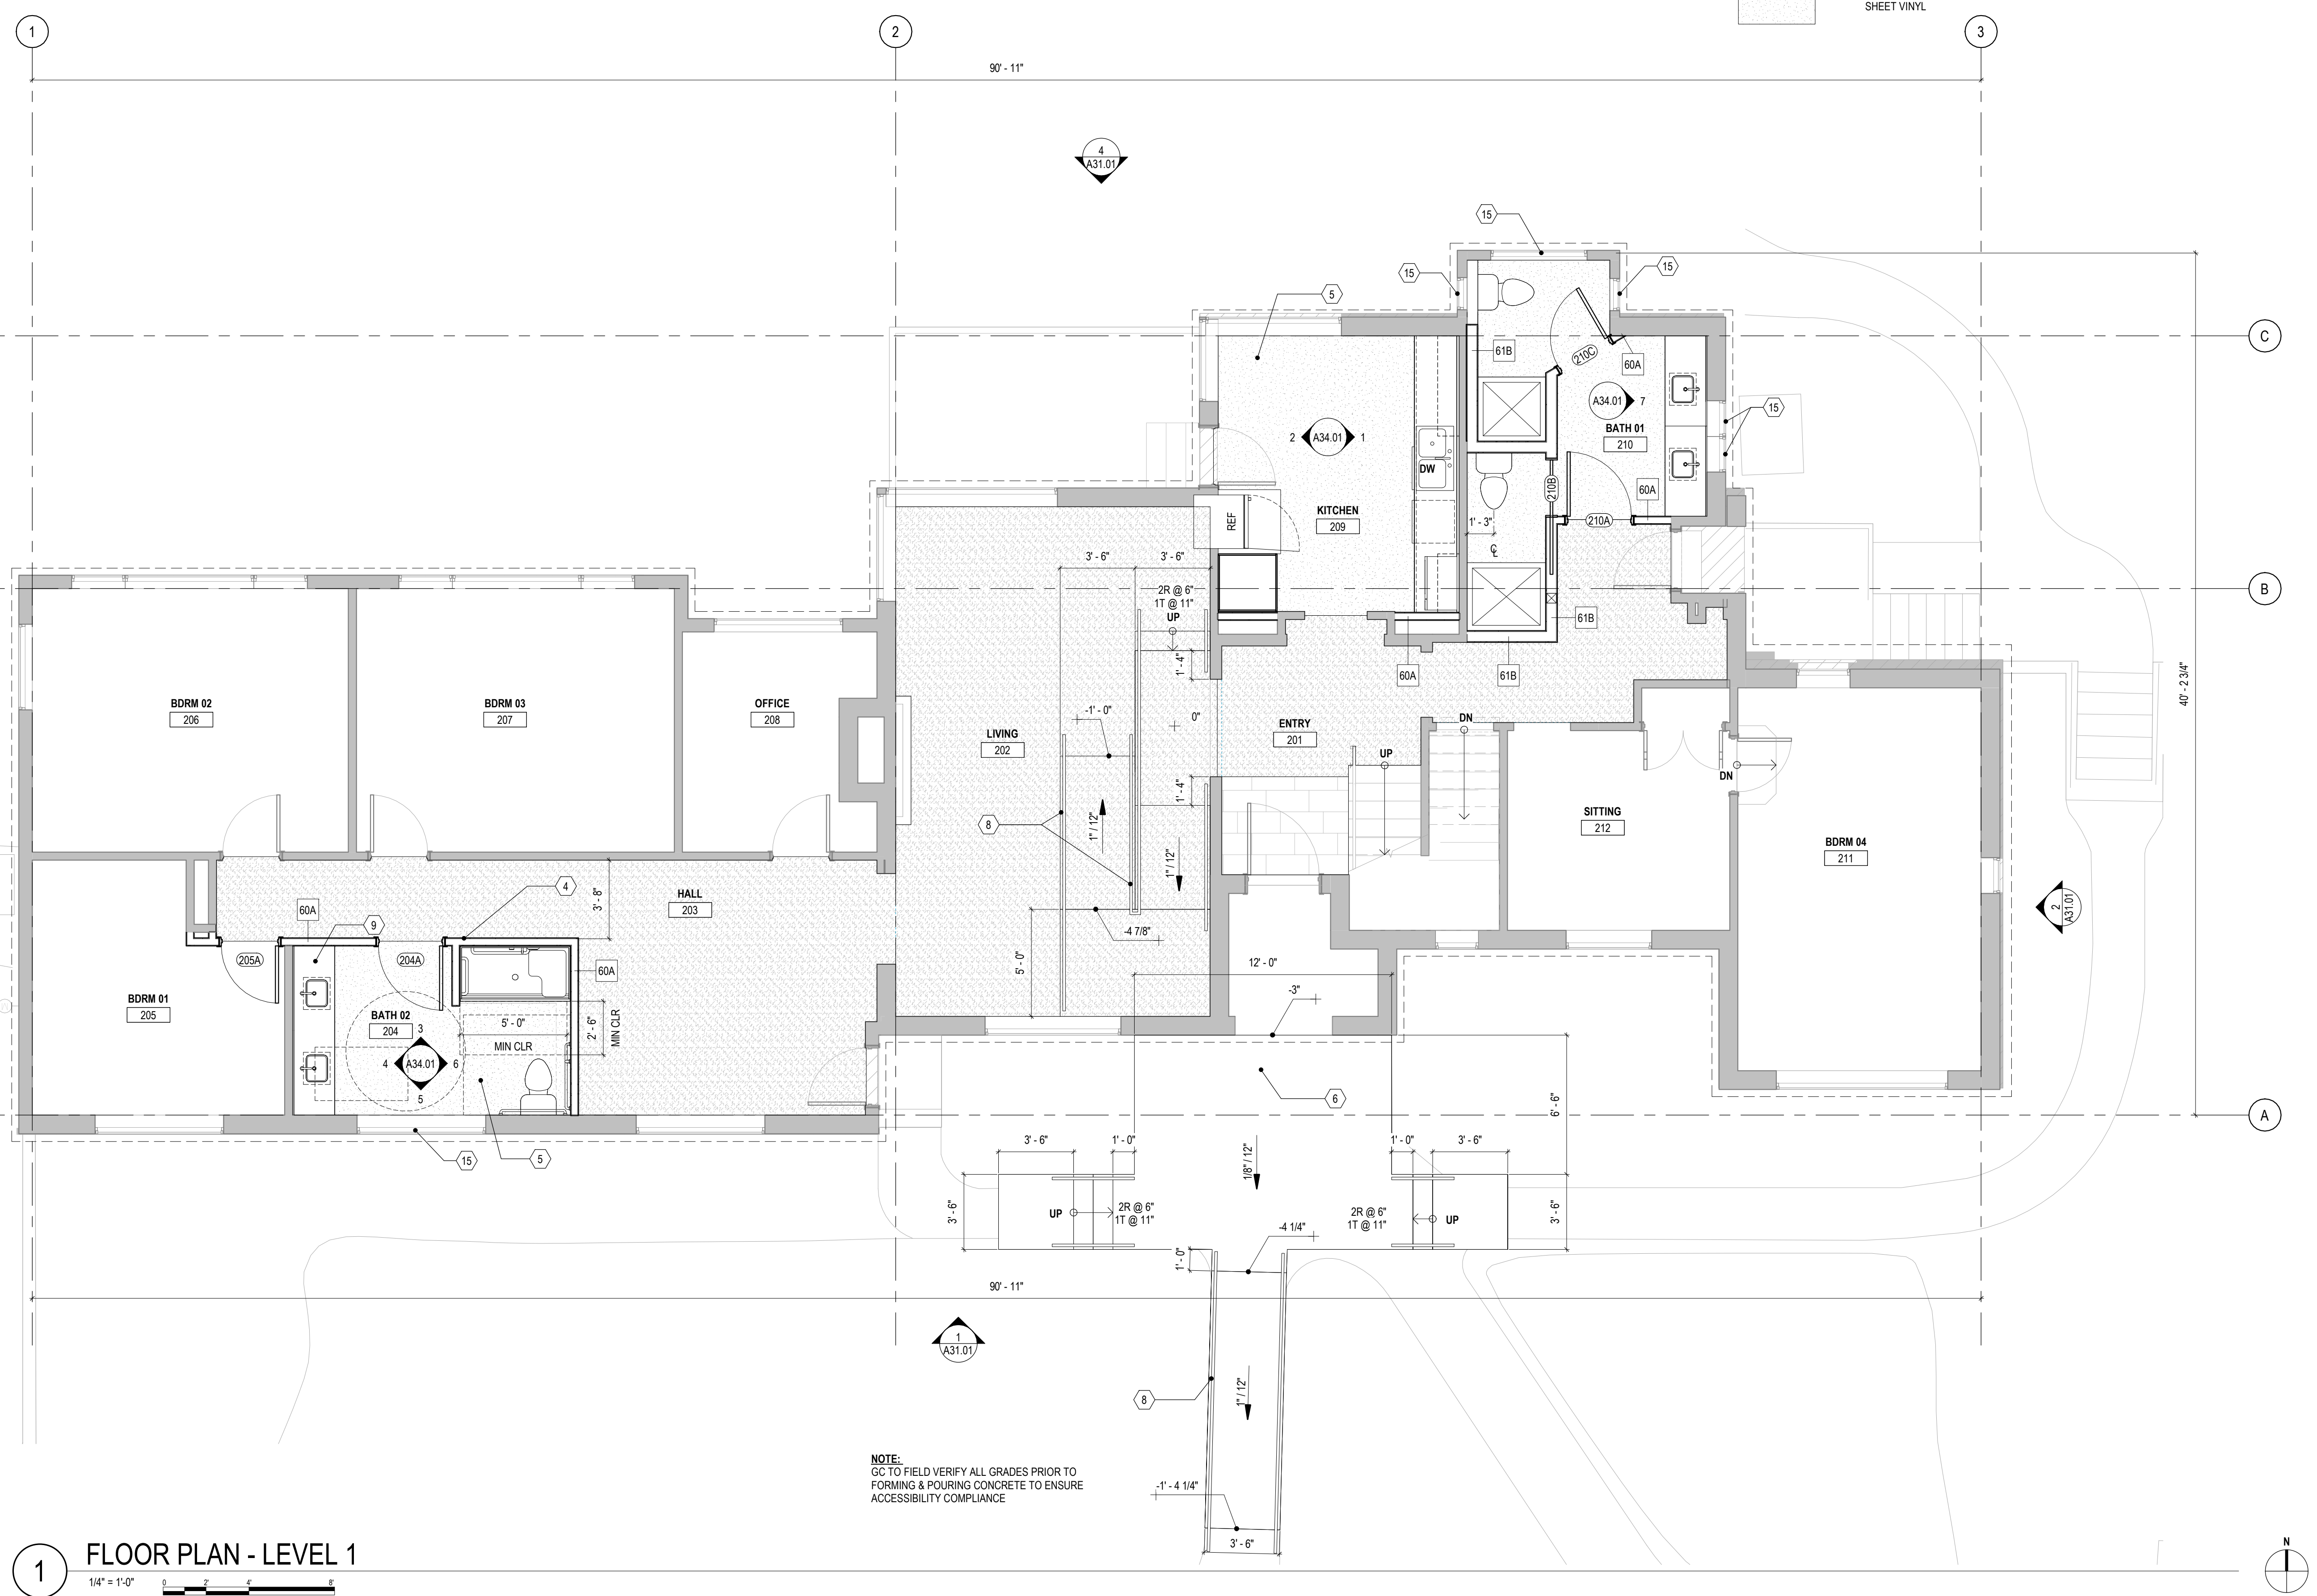 SHEET VINYL
1
2
3
90' - 11"
4
A31.01
15
15
15
5
C
61B
210C
60A
A34.01
7
BATH 01
210
15
2
A34.01
1
DW
KITCHEN
209
REF
210B
60A
1' - 3"
210A
3' - 6"
3' - 6"
2R @ 6"
1T @ 11"
UP
B
61B
1' - 4"
60A
61B
40' - 2 3/4"
BDRM 02
206
BDRM 03
207
OFFICE
208
-1' - 0"
0"
LIVING
202
ENTRY
201
DN
UP
DN
1' - 4"
SITTING
212
8
1" / 12"
1" / 12"
BDRM 04
211
4
3' - 8"
HALL
203
60A
9
2
A31.01
-4 7/8"
205A
204A
60A
5' - 0"
12' - 0"
BDRM 01
205
BATH 02
204
3
4
A34.01
6
5
5' - 0"
MIN CLR
2' - 6"
MIN CLR
-3"
6
6' - 6"
A
15
5
3' - 6"
1' - 0"
1/8" / 12"
1' - 0"
3' - 6"
3' - 6"
UP
2R @ 6"
1T @ 11"
2R @ 6"
1T @ 11"
UP
3' - 6"
-4 1/4"
1' - 0"
90' - 11"
1
A31.01
8
1" / 12"
NOTE:
GC TO FIELD VERIFY ALL GRADES PRIOR TO
FORMING & POURING CONCRETE TO ENSURE
ACCESSIBILITY COMPLIANCE
-1' - 4 1/4"
3' - 6"
1
FLOOR PLAN - LEVEL 1
1/4" = 1'-0"
0 2' 4' 8'
N